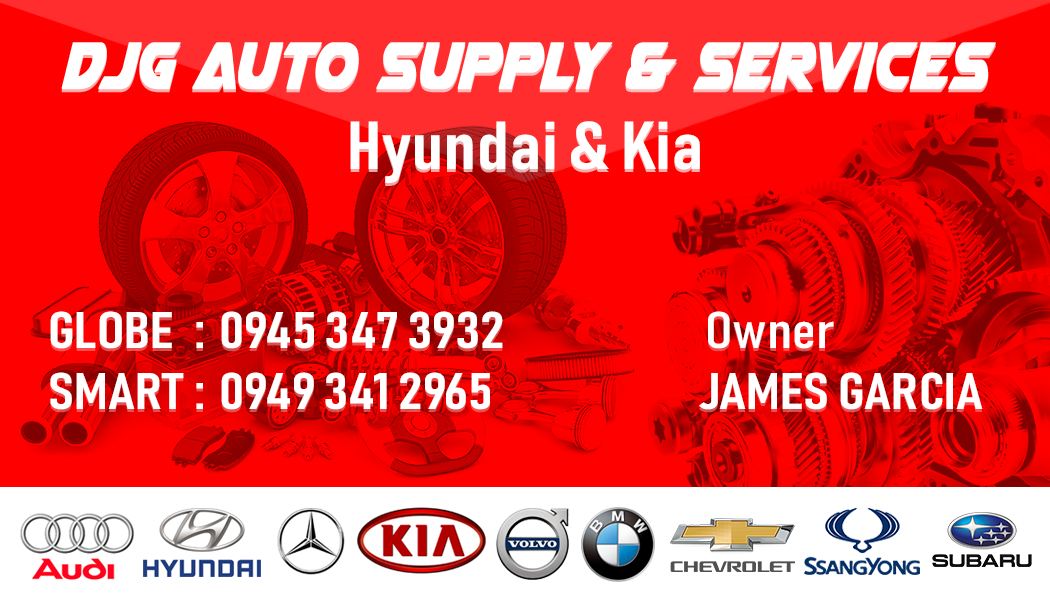 DJG AUTO SUPPLY & SERVICES
Hyundai & Kia
GLOBE : 0945 347 3932
SMART : 0949 341 2965
Owner
JAMES GARCIA
Audi
HYUNDAI
KIA
VOLVO
BMW
CHEVROLET
SSANGYONG
SUBARU